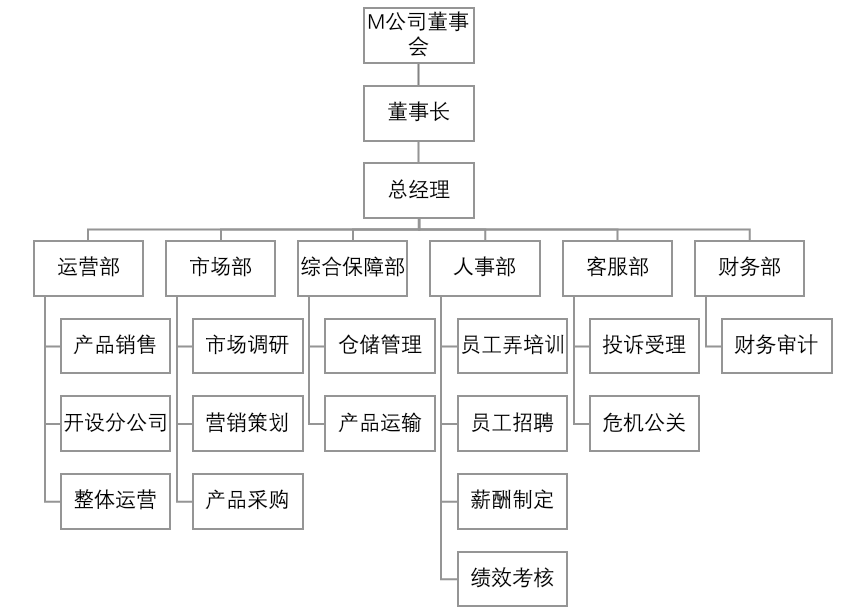 M公司董事
会
董事长
总经理
运营部
市场部
综合保障部
人事部
客服部
财务部
产品销售
市场调研
仓储管理
员工弄培训
投诉受理
财务审计
开设分公司
营销策划
产品运输
员工招聘
危机公关
整体运营
产品采购
薪酬制定
绩效考核